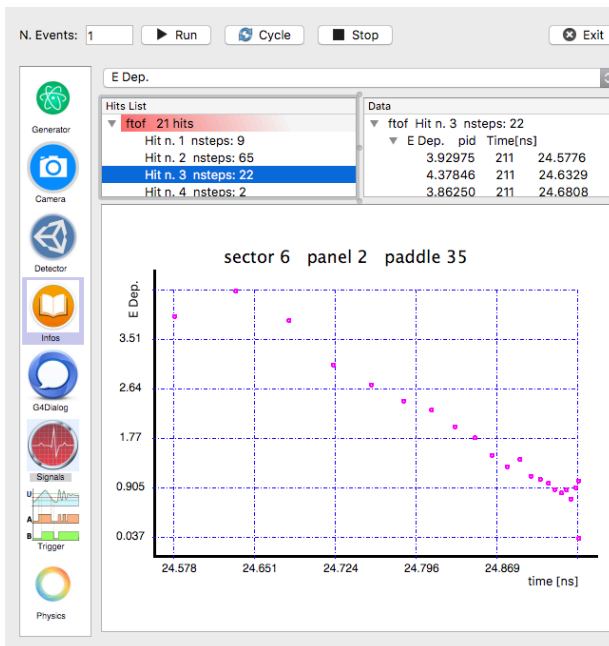 N. Events: 1 Run Cycle Stop Exit
E Dep.
Hits List
ftof 21 hits
Hit n. 1 nsteps: 9
Hit n. 2 nsteps: 65
Hit n. 3 nsteps: 22
Hit n. 4 nsteps: 2
Data
ftof Hit n. 3 nsteps: 22
E Dep. pid Time[ns]
3.92975 211 24.5776
4.37846 211 24.6329
3.86250 211 24.6808
Generator
Camera
Detector
Infos
G4Dialog
Signals
U
A
B
Trigger
Physics
sector 6 panel 2 paddle 35
E Dep.
3.51
2.64
1.77
0.905
0.037
24.578 24.651 24.724 24.796 24.869
time [ns]